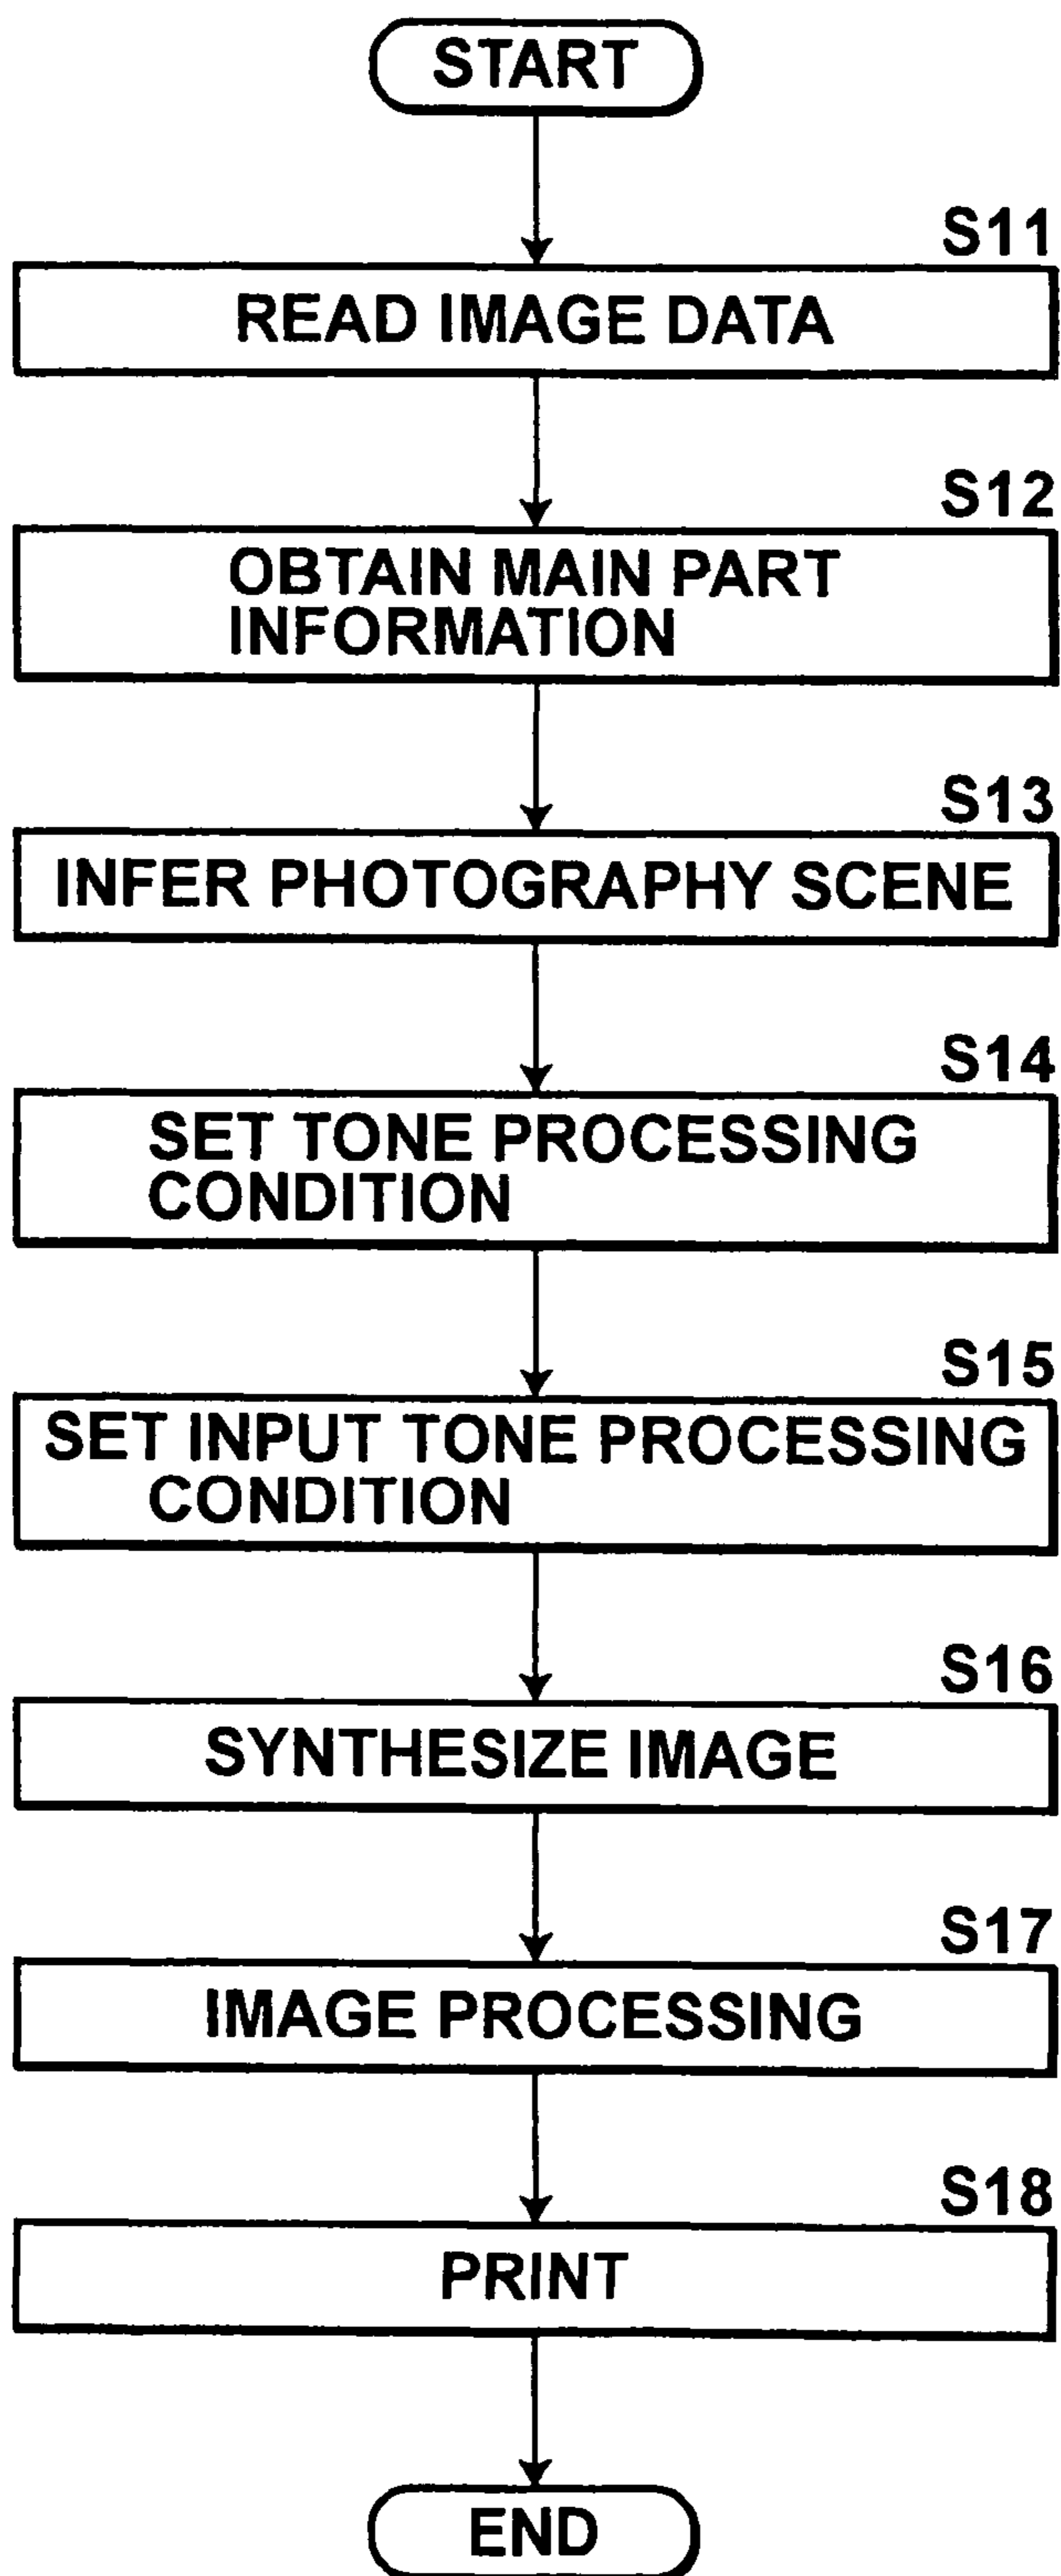 START
S11
READ IMAGE DATA
S12
OBTAIN MAIN PART
INFORMATION
S13
INFER PHOTOGRAPHY SCENE
S14
SET TONE PROCESSING
CONDITION
S15
SET INPUT TONE PROCESSING
CONDITION
S16
SYNTHESIZE IMAGE
S17
IMAGE PROCESSING
S18
PRINT
END